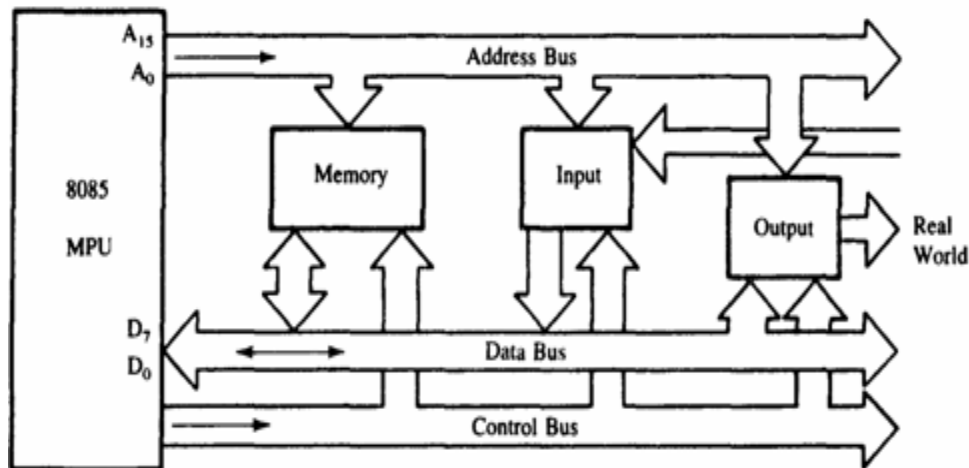 A15
Address Bus
A0
Memory
Input
8085
MPU
Output
Real
World
D7
Data Bus
D0
Control Bus